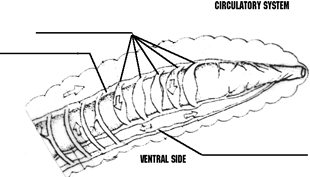 CIRCULATORY SYSTEM
VENTRAL SIDE